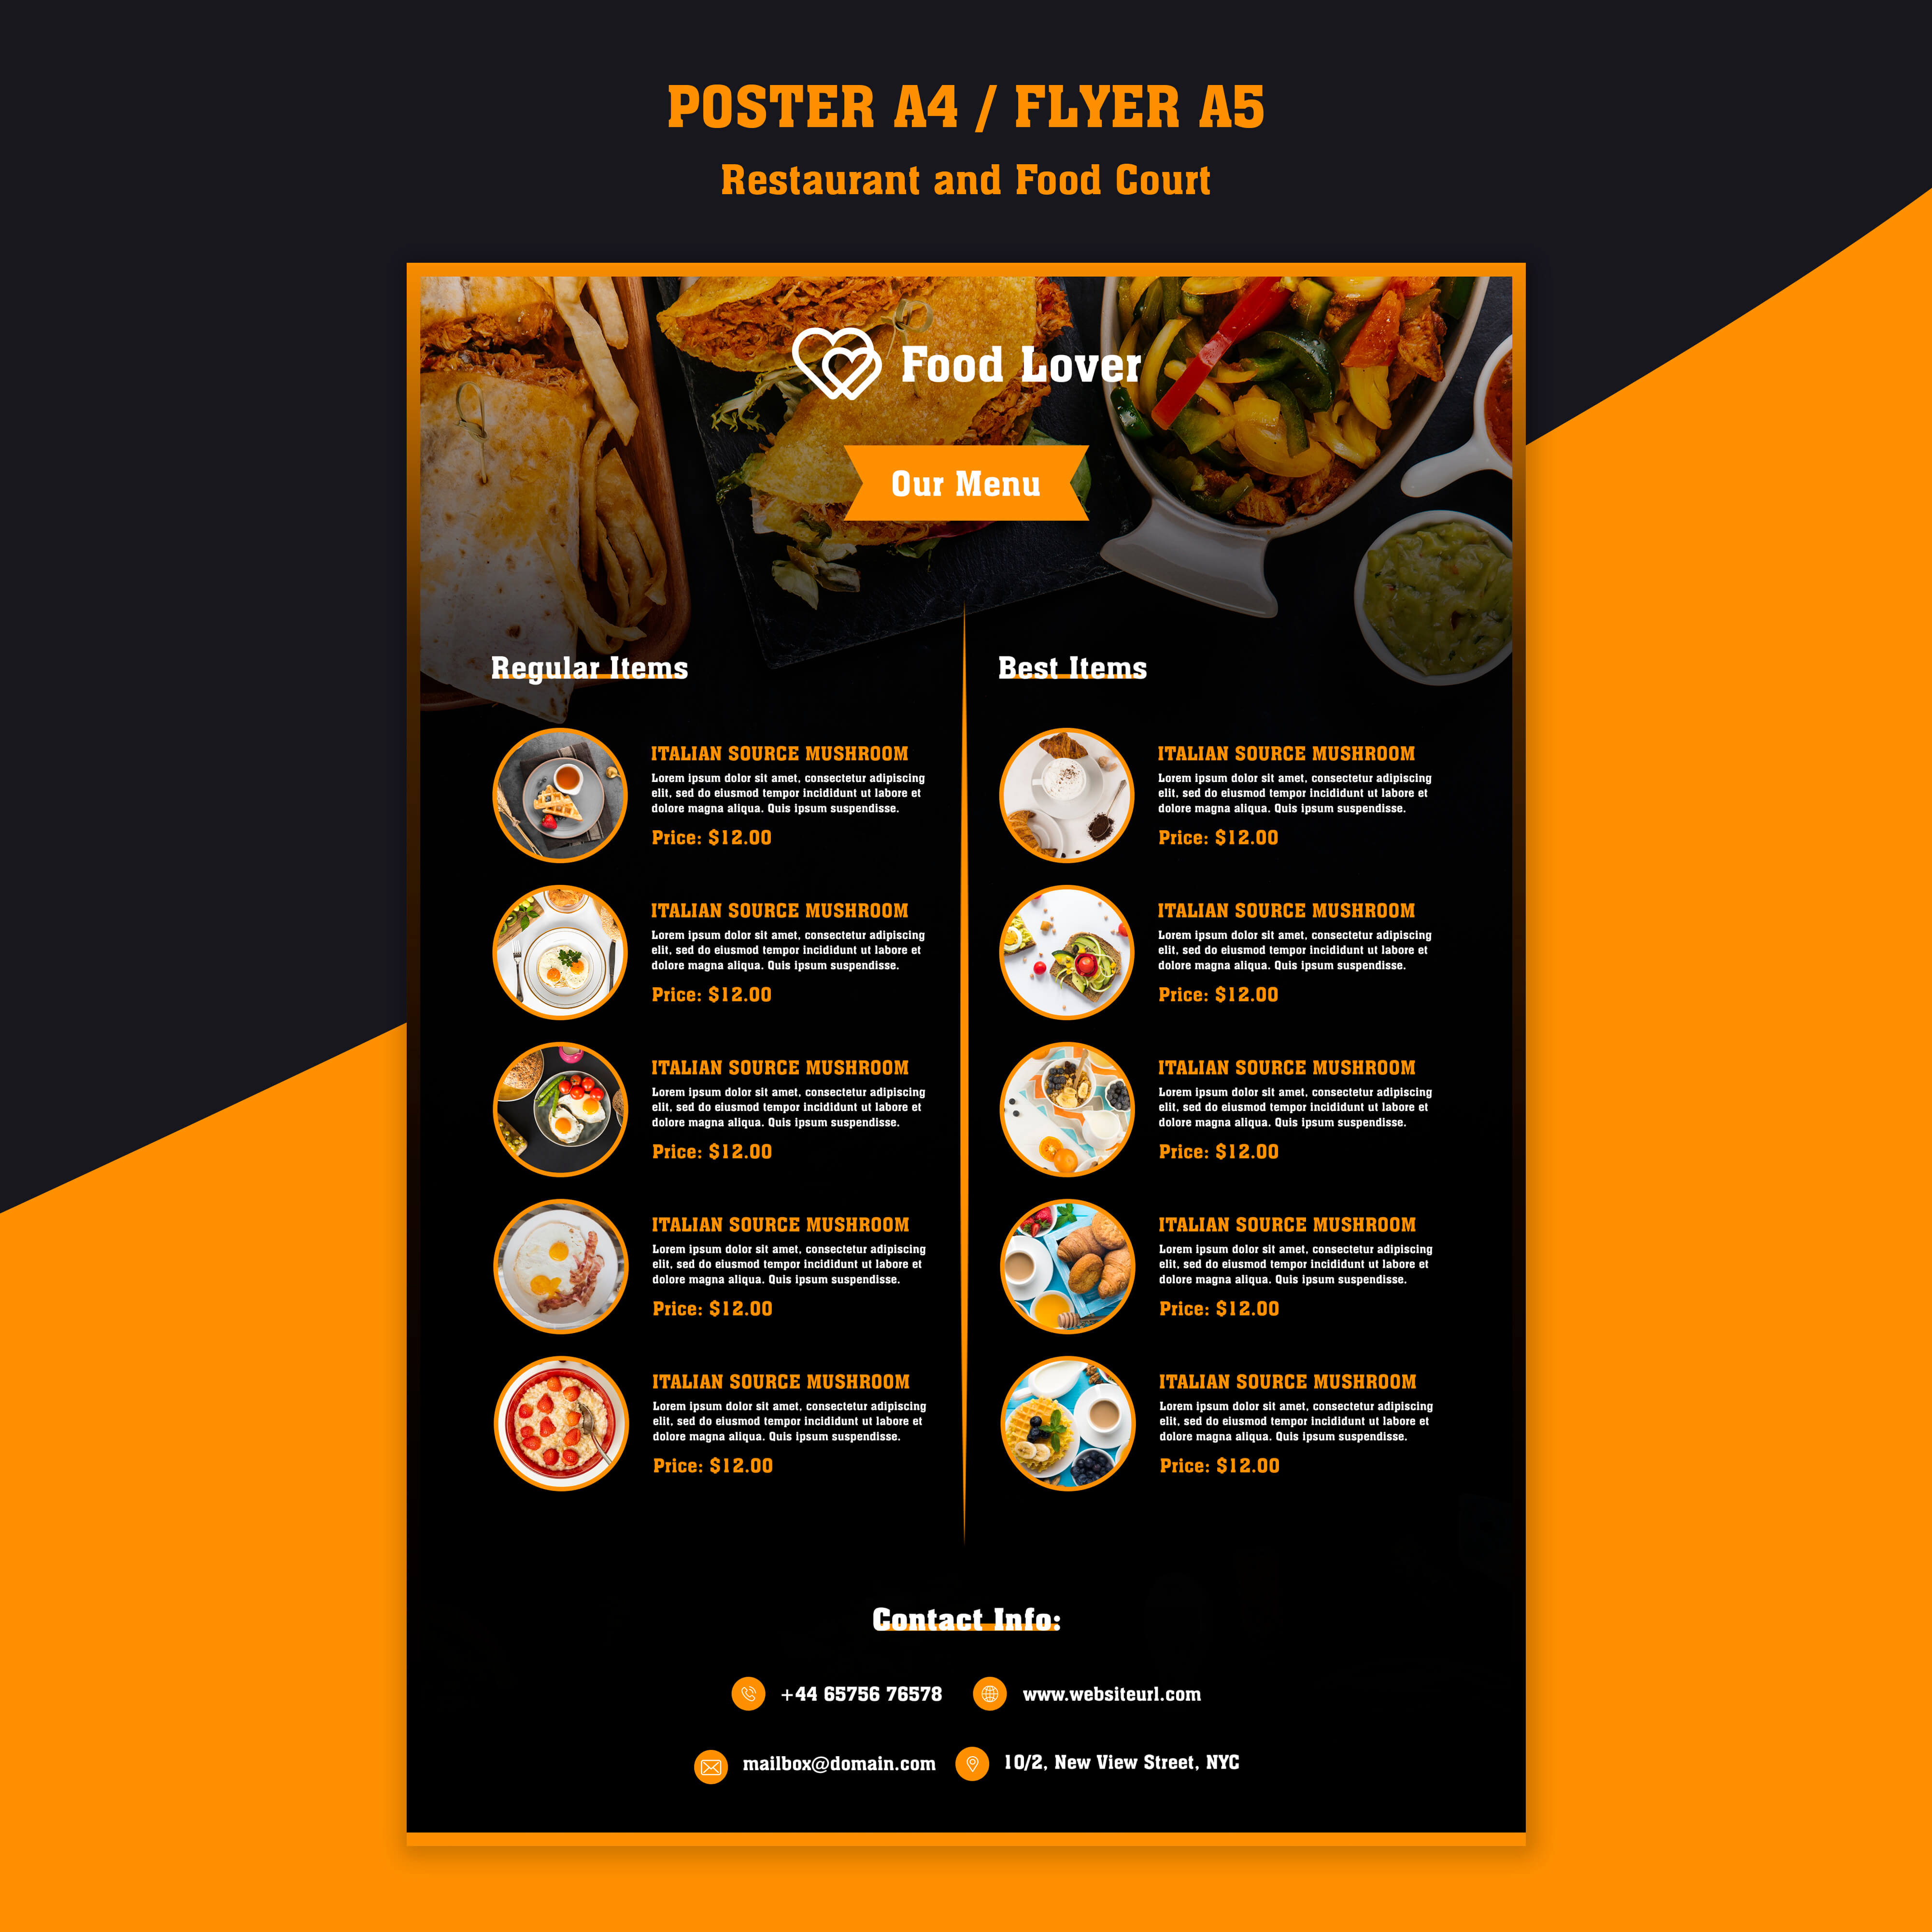 POSTER A4 / FLYER A5
Restaurant and Food Court
Food Lover
Our Menu
Regular Items
ITALIAN SOURCE MUSHROOM
Lorem ipsum dolor sit amet, consectetur adipiscing
elit, sed do eiusmod tempor incididunt ut labore et
dolore magna aliqua. Quis ipsum suspendisse.
Price: $12.00
ITALIAN SOURCE MUSHROOM
Lorem ipsum dolor sit amet, consectetur adipiscing
elit, sed do eiusmod tempor incididunt ut labore et
dolore magna aliqua. Quis ipsum suspendisse.
Price: $12.00
ITALIAN SOURCE MUSHROOM
Lorem ipsum dolor sit amet, consectetur adipiscing
elit, sed do eiusmod tempor incididunt ut labore et
dolore magna aliqua. Quis ipsum suspendisse.
Price: $12.00
ITALIAN SOURCE MUSHROOM
Lorem ipsum dolor sit amet, consectetur adipiscing
elit, sed do eiusmod tempor incididunt ut labore et
dolore magna aliqua. Quis ipsum suspendisse.
Price: $12.00
ITALIAN SOURCE MUSHROOM
Lorem ipsum dolor sit amet, consectetur adipiscing
elit, sed do eiusmod tempor incididunt ut labore et
dolore magna aliqua. Quis ipsum suspendisse.
Price: $12.00
Best Items
ITALIAN SOURCE MUSHROOM
Lorem ipsum dolor sit amet, consectetur adipiscing
elit, sed do eiusmod tempor incididunt ut labore et
dolore magna aliqua. Quis ipsum suspendisse.
Price: $12.00
ITALIAN SOURCE MUSHROOM
Lorem ipsum dolor sit amet, consectetur adipiscing
elit, sed do eiusmod tempor incididunt ut labore et
dolore magna aliqua. Quis ipsum suspendisse.
Price: $12.00
ITALIAN SOURCE MUSHROOM
Lorem ipsum dolor sit amet, consectetur adipiscing
elit, sed do eiusmod tempor incididunt ut labore et
dolore magna aliqua. Quis ipsum suspendisse.
Price: $12.00
ITALIAN SOURCE MUSHROOM
Lorem ipsum dolor sit amet, consectetur adipiscing
elit, sed do eiusmod tempor incididunt ut labore et
dolore magna aliqua. Quis ipsum suspendisse.
Price: $12.00
ITALIAN SOURCE MUSHROOM
Lorem ipsum dolor sit amet, consectetur adipiscing
elit, sed do eiusmod tempor incididunt ut labore et
dolore magna aliqua. Quis ipsum suspendisse.
Price: $12.00
Contact Info:
+44 65756 76578
www.websiteurl.com
mailbox@domain.com
10/2, New View Street, NYC